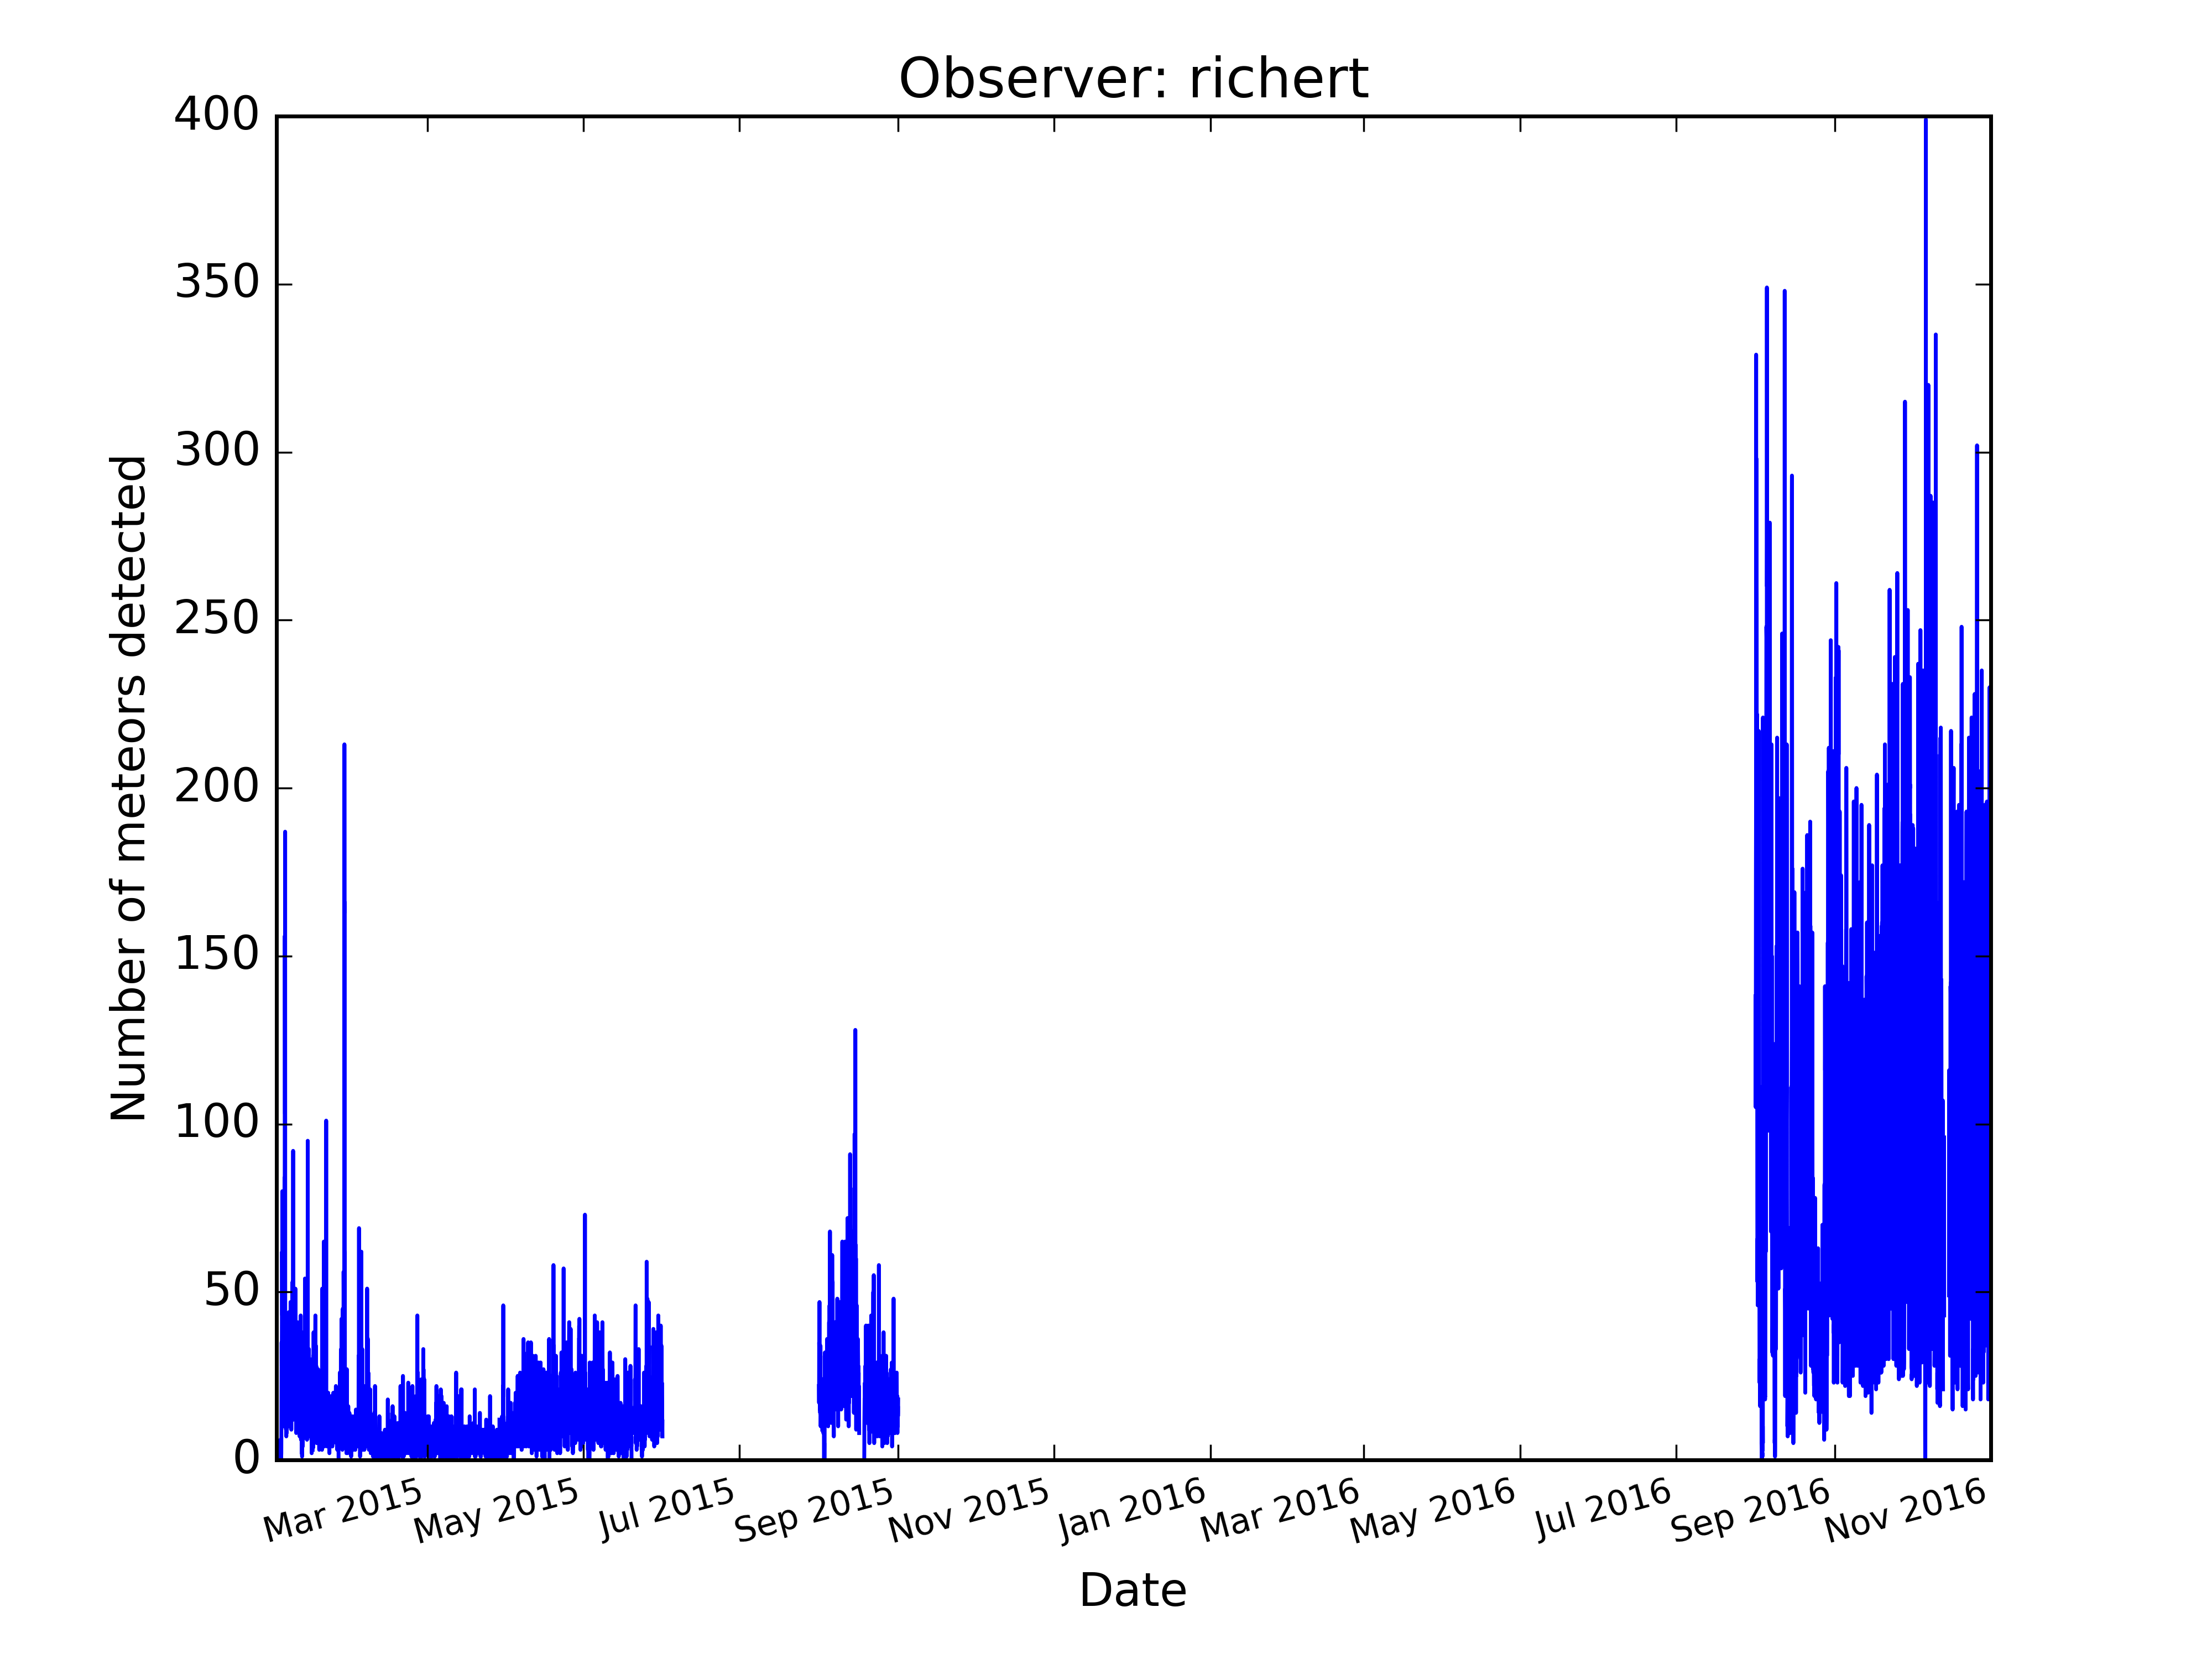 Observer: richert
400
350
300
250
200
150
100
50
0
Number of meteors detected
Mar 2015
May 2015
Jul 2015
Sep 2015
Nov 2015
Jan 2016
Mar 2016
May 2016
Jul 2016
Sep 2016
Nov 2016
Date